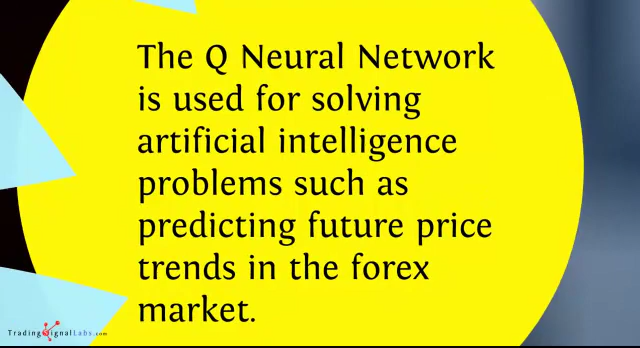 The Q Neural Network
is used for solving
artificial intelligence
problems such as
predicting future price
trends in the forex
market.
TradingSignalLabs.com